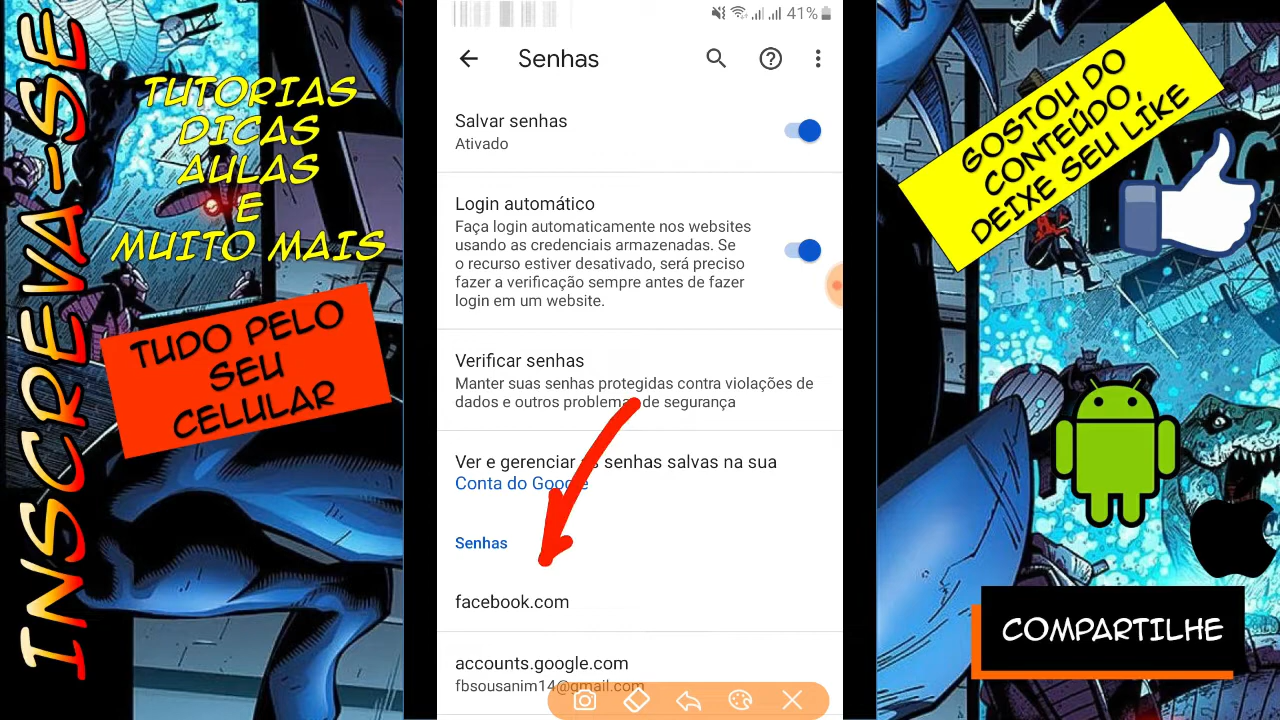 INSCREVA-SE
TUTORIAS
DICAS
AULAS
E
MUITO MAIS
TUDO PELO
SEU
CELULAR
41%
Senhas
Salvar senhas
Ativado
Login automático
Faça login automaticamente nos websites
usando as credenciais armazenadas. Se
o recurso estiver desativado, será preciso
fazer a verificação sempre antes de fazer
login em um website.
Verificar senhas
Manter suas senhas protegidas contra violações de
dados e outros problemas de segurança
Ver e gerenciar as senhas salvas na sua
Conta do Google
Senhas
facebook.com
accounts.google.com
fbsousanim14@gmail.com
GOSTOU DO
CONTEÚDO,
DEIXE SEU LIKE
COMPARTILHE